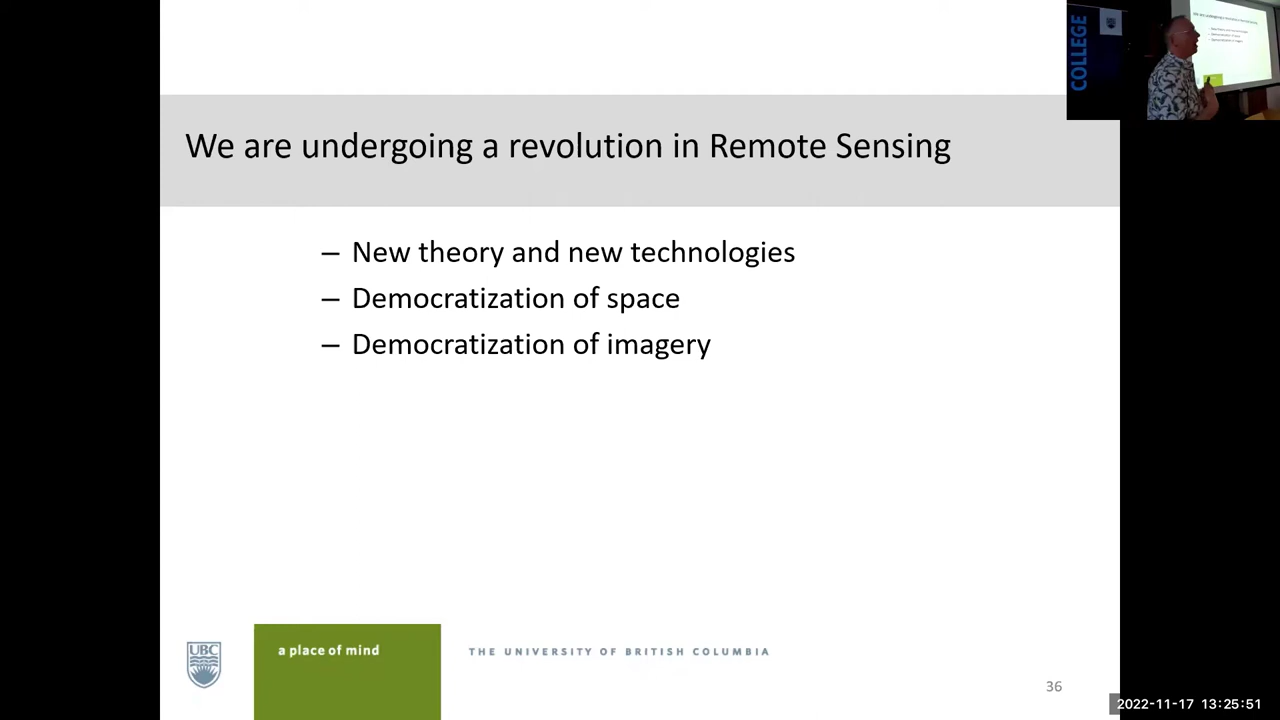 COLLEGE
We are undergoing a revolution in Remote Sensing
– New theory and new technologies
– Democratization of space
– Democratization of imagery
UBC
a place of mind
THE UNIVERSITY OF BRITISH COLUMBIA
36
2022-11-17 13:25:51